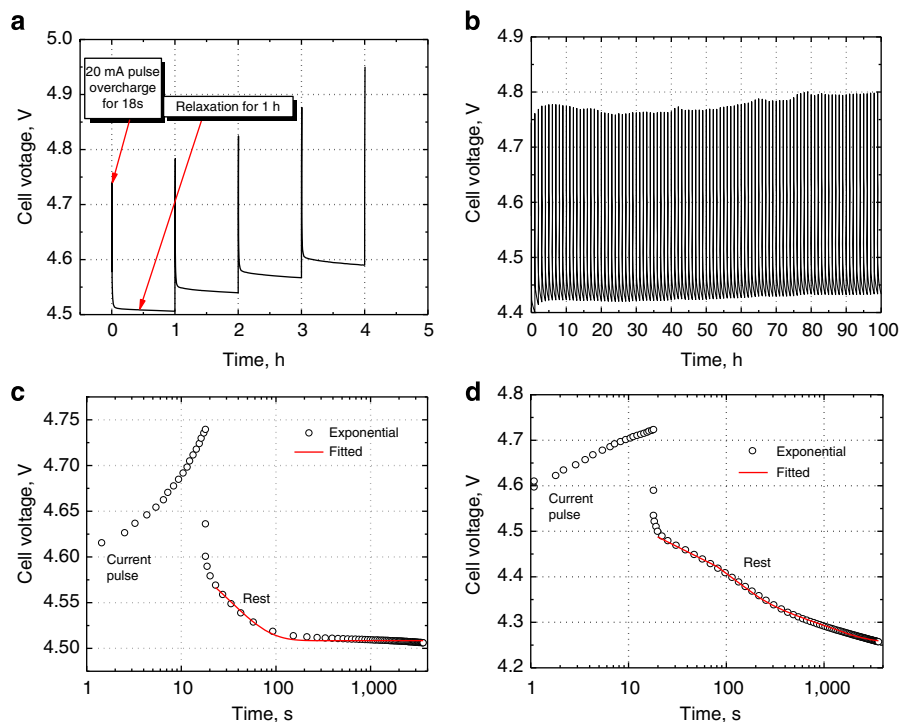 a
Cell votage, V
5.0
4.9
4.8
4.7
4.6
4.5
20 mA pulse
overcharge
for 18s
Relaxation for 1 h
0 1 2 3 4 5
Time, h
b
Cell voltage, V
4.9
4.8
4.7
4.6
4.5
4.4
0 10 20 30 40 50 60 70 80 90 100
Time, h
c
Cell voltage, V
4.75
4.70
4.65
4.60
4.55
4.50
Exponential
Fitted
Current
pulse
Rest
1 10 100 1,000
Time, s
d
Cell voltage, V
4.8
4.7
4.6
4.5
4.4
4.3
4.2
Exponential
Fitted
Current
pulse
Rest
1 10 100 1,000
Time, s